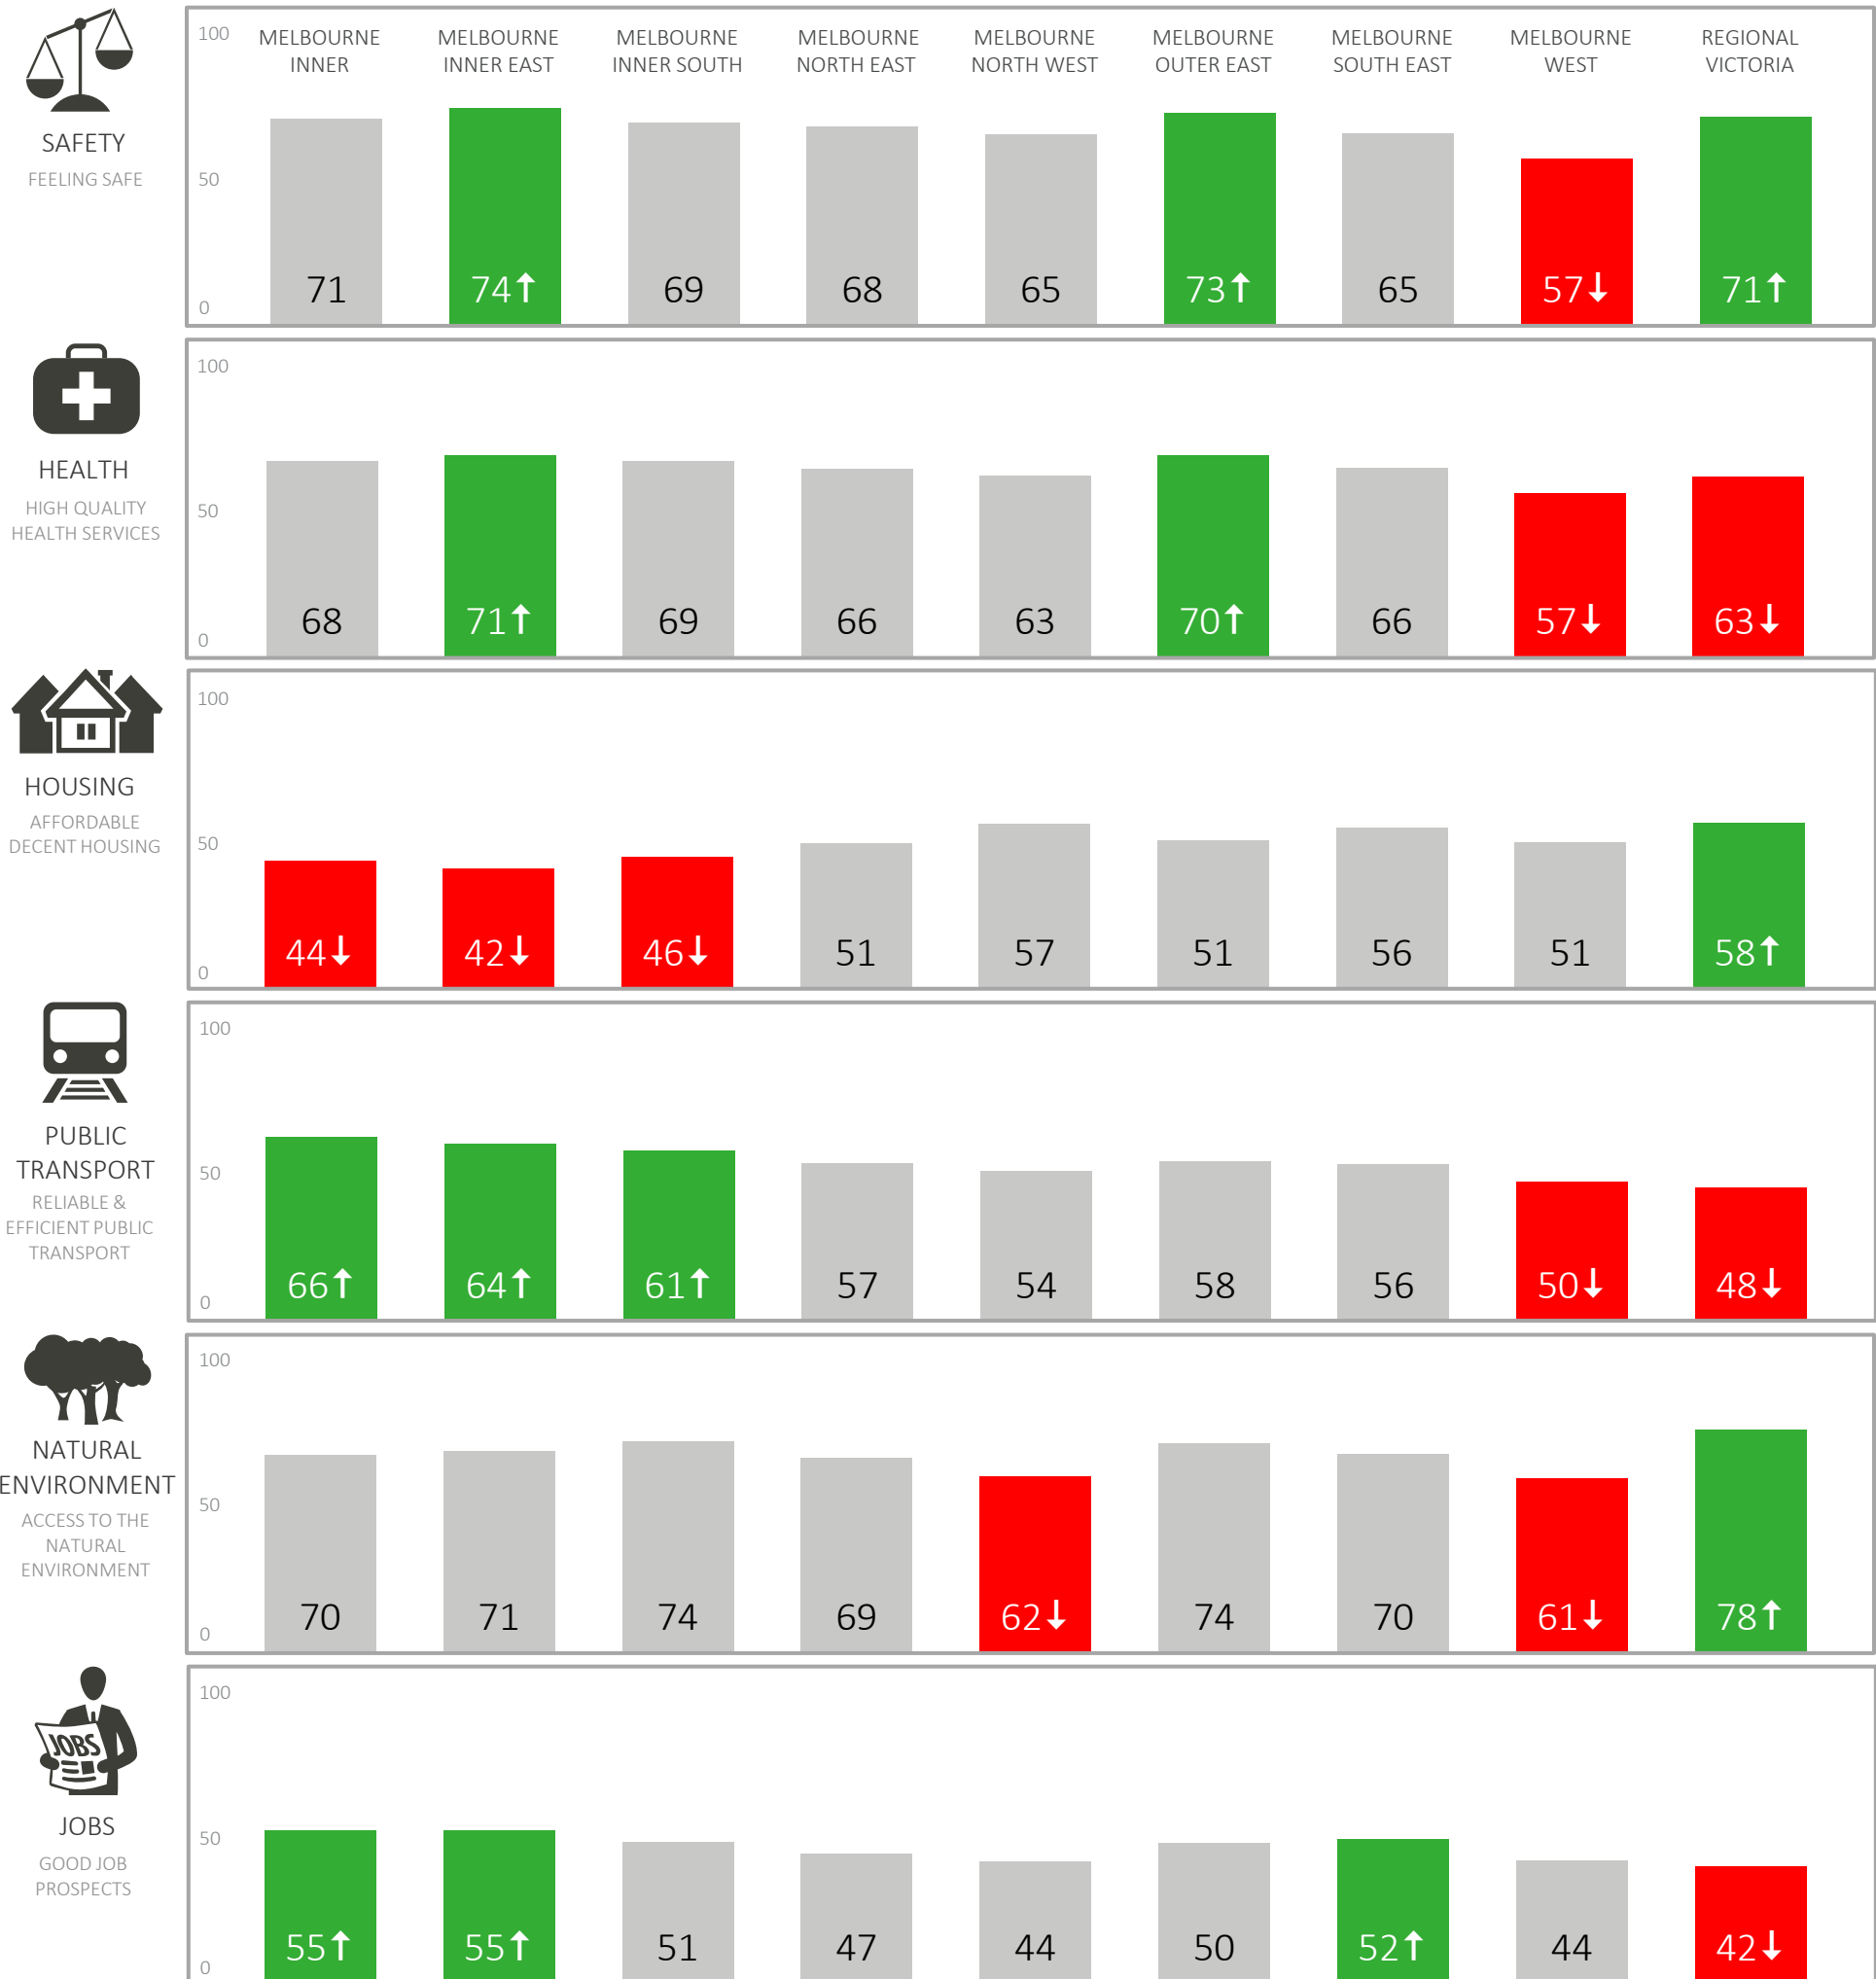 100
MELBOURNE
INNER
MELBOURNE
INNER EAST
MELBOURNE
INNER SOUTH
MELBOURNE
NORTH EAST
MELBOURNE
NORTH WEST
MELBOURNE
OUTER EAST
MELBOURNE
SOUTH EAST
MELBOURNE
WEST
REGIONAL
VICTORIA
SAFETY
FEELING SAFE
50
0
71
74↑
69
68
65
73↑
65
57↓
71↑
HEALTH
HIGH QUALITY
HEALTH SERVICES
100
50
0
68
71↑
69
66
63
70↑
66
57↓
63↓
HOUSING
AFFORDABLE
DECENT HOUSING
100
50
0
44↓
42↓
46↓
51
57
51
56
51
58↑
PUBLIC
TRANSPORT
RELIABLE &
EFFICIENT PUBLIC
TRANSPORT
100
50
0
66↑
64↑
61↑
57
54
58
56
50↓
48↓
NATURAL
ENVIRONMENT
ACCESS TO THE
NATURAL
ENVIRONMENT
100
50
0
70
71
74
69
62↓
74
70
61↓
78↑
JOBS
JOBS
GOOD JOB
PROSPECTS
100
50
0
55↑
55↑
51
47
44
50
52↑
44
42↓